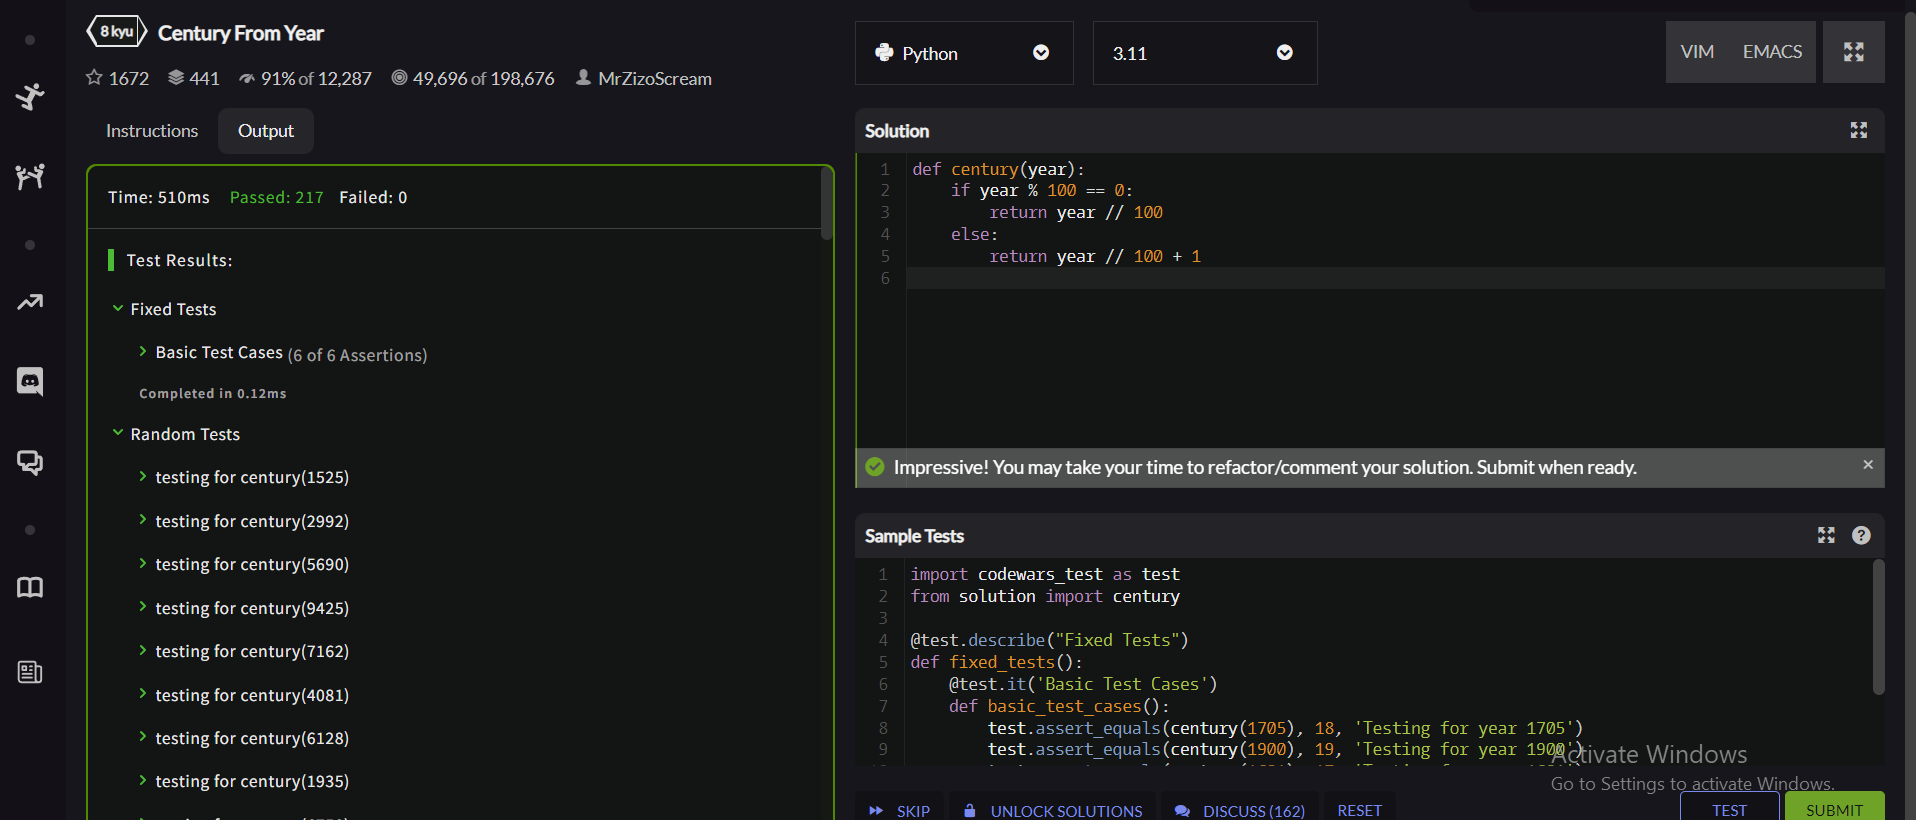 8 kyu Century From Year
1672 441 91% of 12,287 49,696 of 198,676 MrZizoScream
Instructions Output
Time: 510ms Passed: 217 Failed: 0
Test Results:
Fixed Tests
Basic Test Cases (6 of 6 Assertions)
Completed in 0.12ms
Random Tests
testing for century(1525)
testing for century(2992)
testing for century(5690)
testing for century(9425)
testing for century(7162)
testing for century(4081)
testing for century(6128)
testing for century(1935)
Python 3.11 VIM EMACS
Solution
1 def century(year):
2 if year % 100 == 0:
3 return year // 100
4 else:
5 return year // 100 + 1
6
Impressive! You may take your time to refactor/comment your solution. Submit when ready.
Sample Tests
1 import codewars_test as test
2 from solution import century
3
4 @test.describe("Fixed Tests")
5 def fixed_tests():
6 @test.it('Basic Test Cases')
7 def basic_test_cases():
8 test.assert_equals(century(1705), 18, 'Testing for year 1705')
9 test.assert_equals(century(1900), 19, 'Testing for year 1900')
Activate Windows
Go to Settings to activate Windows.
SKIP UNLOCK SOLUTIONS DISCUSS (162) RESET TEST SUBMIT